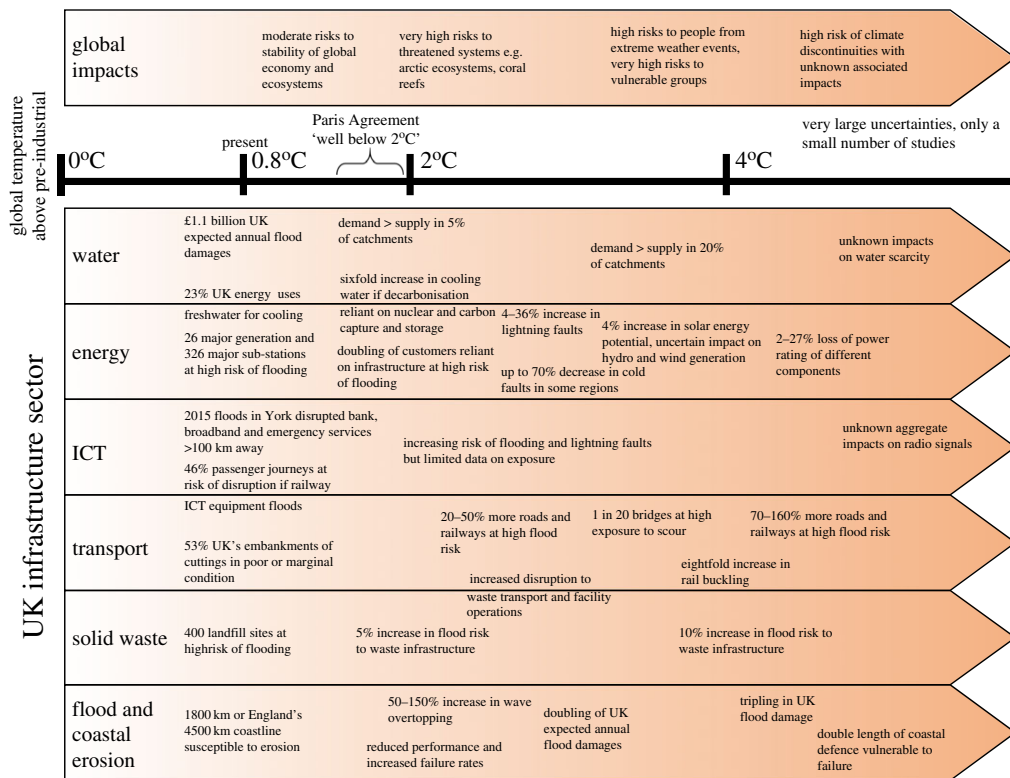 global
impacts
moderate risks to
stability of global
economy and
ecosystems
very high risks to
threatened systems e.g.
arctic ecosystems, coral
reefs
high risks to people from
extreme weather events,
very high risks to
vulnerable groups
high risk of climate
discontinuities with
unknown associated
impacts
global temperature
above pre-industrial
0°C
present
0.8°C
Paris Agreement
‘well below 2°C’
2°C
4°C
very large uncertainties, only a
small number of studies
UK infrastructure sector
water
£1.1 billion UK
expected annual flood
damages
23% UK energy uses
freshwater for cooling
demand > supply in 5%
of catchments
sixfold increase in cooling
water if decarbonisation
reliant on nuclear and carbon
capture and storage
demand > supply in 20%
of catchments
unknown impacts
on water scarcity
energy
26 major generation and
326 major sub-stations
at high risk of flooding
doubling of customers reliant
on infrastructure at high risk
of flooding
4–36% increase in
lightning faults
up to 70% decrease in cold
faults in some regions
4% increase in solar energy
potential, uncertain impact on
hydro and wind generation
2–27% loss of power
rating of different
components
ICT
2015 floods in York disrupted bank,
broadband and emergency services
>100 km away
46% passenger journeys at
risk of disruption if railway
ICT equipment floods
increasing risk of flooding and lightning faults
but limited data on exposure
unknown aggregate
impacts on radio signals
transport
53% UK’s embankments of
cuttings in poor or marginal
condition
20–50% more roads and
railways at high flood
risk
1 in 20 bridges at high
exposure to scour
eightfold increase in
rail buckling
70–160% more roads and
railways at high flood risk
increased disruption to
waste transport and facility
operations
solid waste
400 landfill sites at
highrisk of flooding
5% increase in flood risk
to waste infrastructure
10% increase in flood risk to
waste infrastructure
flood and
coastal
erosion
1800 km or England’s
4500 km coastline
susceptible to erosion
50–150% increase in wave
overtopping
reduced performance and
increased failure rates
doubling of UK
expected annual
flood damages
tripling in UK
flood damage
double length of coastal
defence vulnerable to
failure